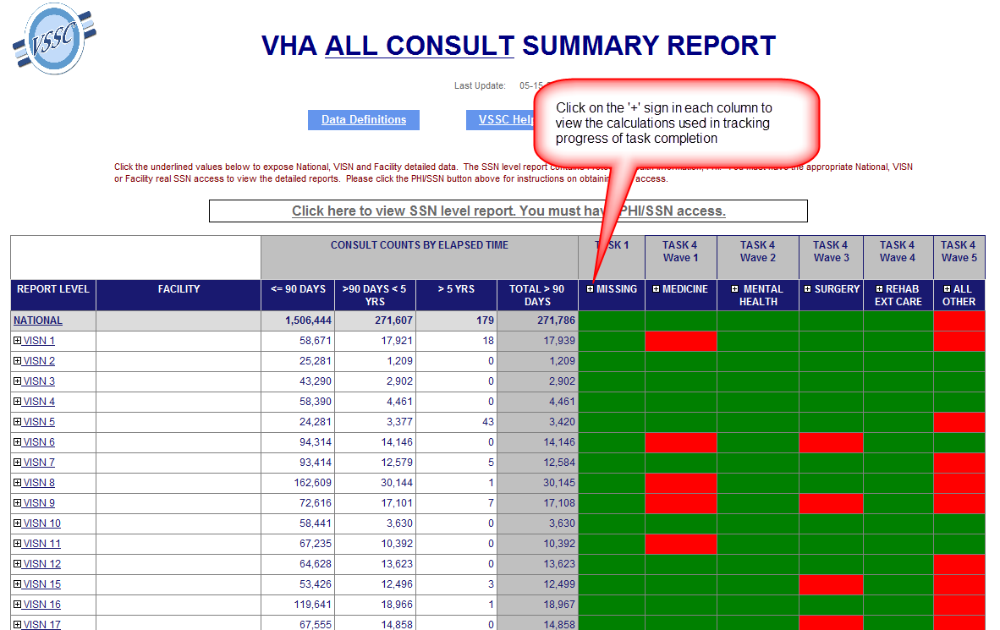 VSSC
VHA ALL CONSULT SUMMARY REPORT
Last Update: 05-15-
Click on the '+' sign in each column to
view the calculations used in tracking
progress of task completion
Data Definitions
VSSC Help
Click the underlined values below to expose National, VISN and Facility detailed data. The SSN level report contains Health Information, PHI. You must have the appropriate National, VISN
or Facility real SSN access to view the detailed reports. Please click the PHI/SSN button above for instructions on obtaining access.
Click here to view SSN level report. You must have PHI/SSN access.
CONSULT COUNTS BY ELAPSED TIME TASK 1 TASK 4 TASK 4 TASK 4 TASK 4 TASK 4
Wave 1 Wave 2 Wave 3 Wave 4 Wave 5
REPORT LEVEL FACILITY <= 90 DAYS >90 DAYS < 5 > 5 YRS TOTAL > 90 MISSING MEDICINE MENTAL SURGERY REHAB ALL
YRS DAYS HEALTH EXT CARE OTHER
NATIONAL 1,506,444 271,607 179 271,786
VISN 1 58,671 17,921 18 17,939
VISN 2 25,281 1,209 0 1,209
VISN 3 43,290 2,902 0 2,902
VISN 4 58,390 4,461 0 4,461
VISN 5 24,281 3,377 43 3,420
VISN 6 94,314 14,146 0 14,146
VISN 7 93,414 12,579 5 12,584
VISN 8 162,609 30,144 1 30,145
VISN 9 72,616 17,101 7 17,108
VISN 10 58,441 3,630 0 3,630
VISN 11 67,235 10,392 0 10,392
VISN 12 64,628 13,623 0 13,623
VISN 15 53,426 12,496 3 12,499
VISN 16 119,641 18,966 1 18,967
VISN 17 67,555 14,858 0 14,858